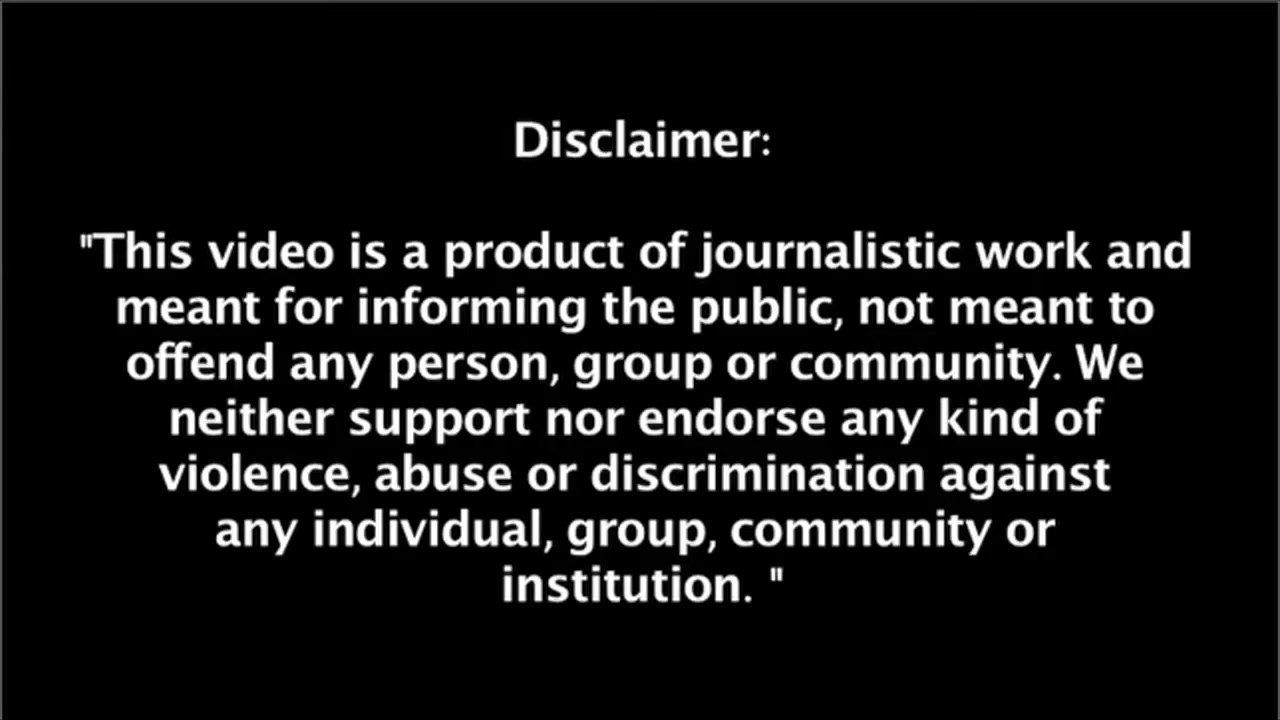 Disclaimer:
"This video is a product of journalistic work and
meant for informing the public, not meant to
offend any person, group or community. We
neither support nor endorse any kind of
violence, abuse or discrimination against
any individual, group, community or
institution. "